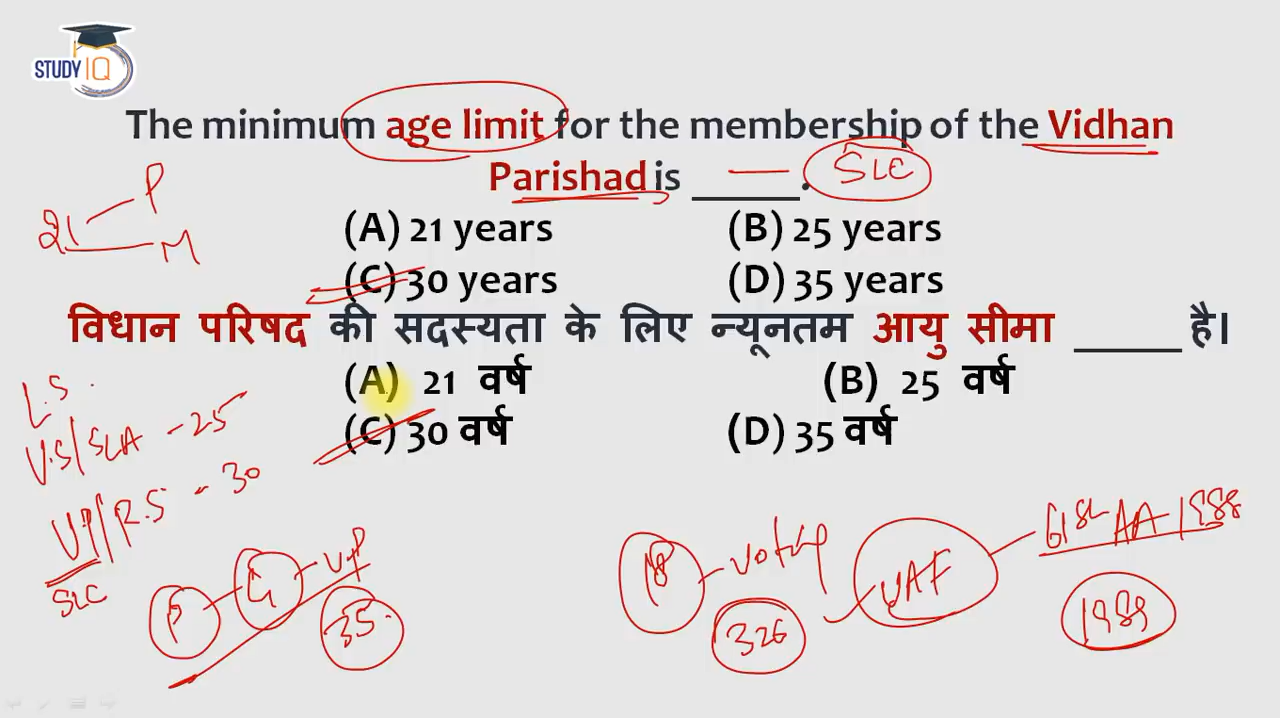 STUDY IQ
The minimum age limit for the membership of the Vidhan
Parishad is ______.
SLC
(A) 21 years (B) 25 years
(C) 30 years (D) 35 years
विधान परिषद की सदस्यता के लिए न्यूनतम आयु सीमा ______ है।
(A) 21 वर्ष (B) 25 वर्ष
(C) 30 वर्ष (D) 35 वर्ष
21 P
M
L.S.
V.S/SLA - 25
VP/R.S - 30
SLC
P G VP
35
18 voting UAF 61st AA 1988
326 1989